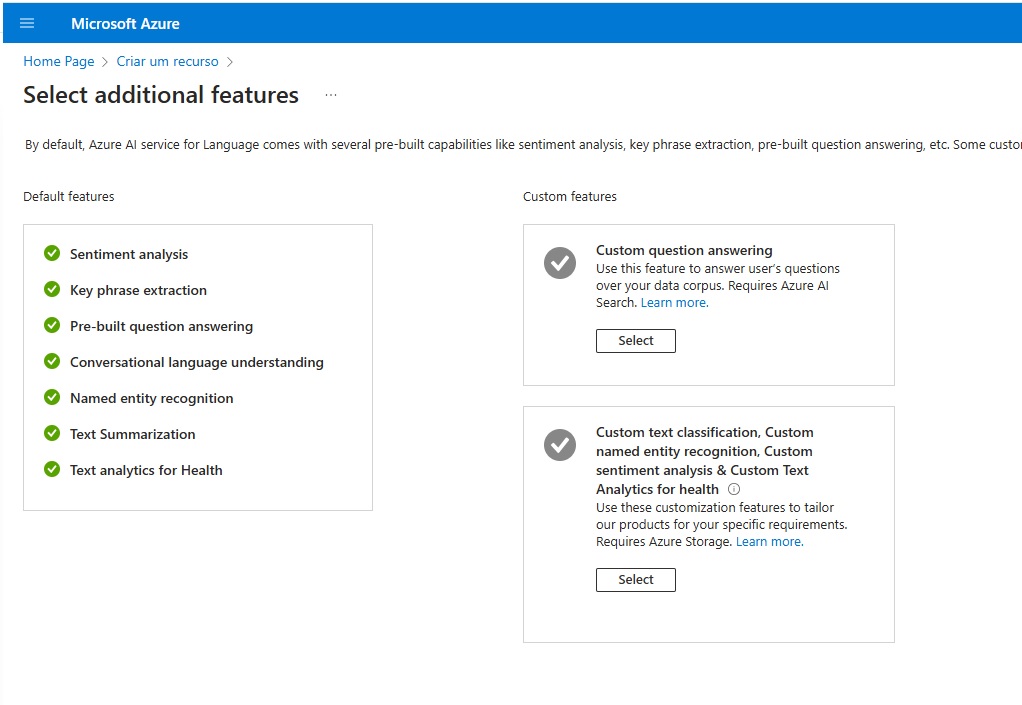 Microsoft Azure
Home Page > Criar um recurso >
Select additional features ...
By default, Azure AI service for Language comes with several pre-built capabilities like sentiment analysis, key phrase extraction, pre-built question answering, etc. Some custo
Default features
Sentiment analysis
Key phrase extraction
Pre-built question answering
Conversational language understanding
Named entity recognition
Text Summarization
Text analytics for Health
Custom features
Custom question answering
Use this feature to answer user's questions
over your data corpus. Requires Azure AI
Search. Learn more.
Select
Custom text classification, Custom
named entity recognition, Custom
sentiment analysis & Custom Text
Analytics for health
Use these customization features to tailor
our products for your specific requirements.
Requires Azure Storage. Learn more.
Select